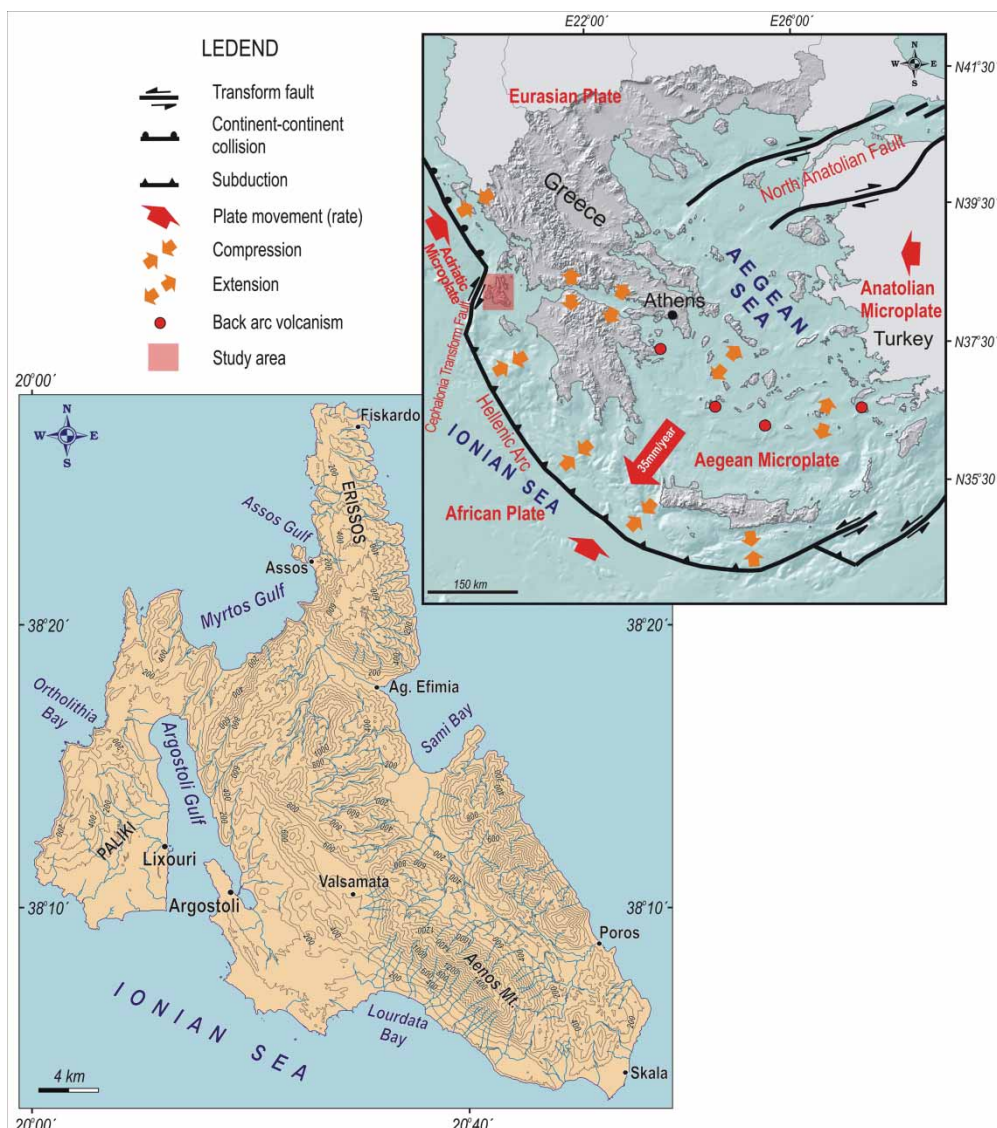 LEDEND
Transform fault
Continent-continent
collision
Subduction
Plate movement (rate)
Compression
Extension
Back arc volcanism
Study area
E22°00´
E26°00´
N41°30´
N39°30´
N37°30´
N35°30´
N
W E
S
Eurasian Plate
North Anatolian Fault
Greece
Adriatic
Microplate
AEGEAN
SEA
Anatolian
Microplate
Turkey
Athens
Cephalonia Transform Fault
Hellenic Arc
IONIAN SEA
35mm/year
Aegean Microplate
African Plate
150 km
20°00´
N
W E
S
Fiskardo
ERISSOS
Assos Gulf
Assos
Myrtos Gulf
38°20´
38°20´
Ag. Efimia
Ortholithia
Bay
Argostoli Gulf
Sami Bay
PALIKI
Lixouri
Valsamata
Argostoli
38°10´
38°10´
Poros
Aenos Mt.
IONIAN SEA
Lourdata
Bay
Skala
4 km
20°00´
20°40´